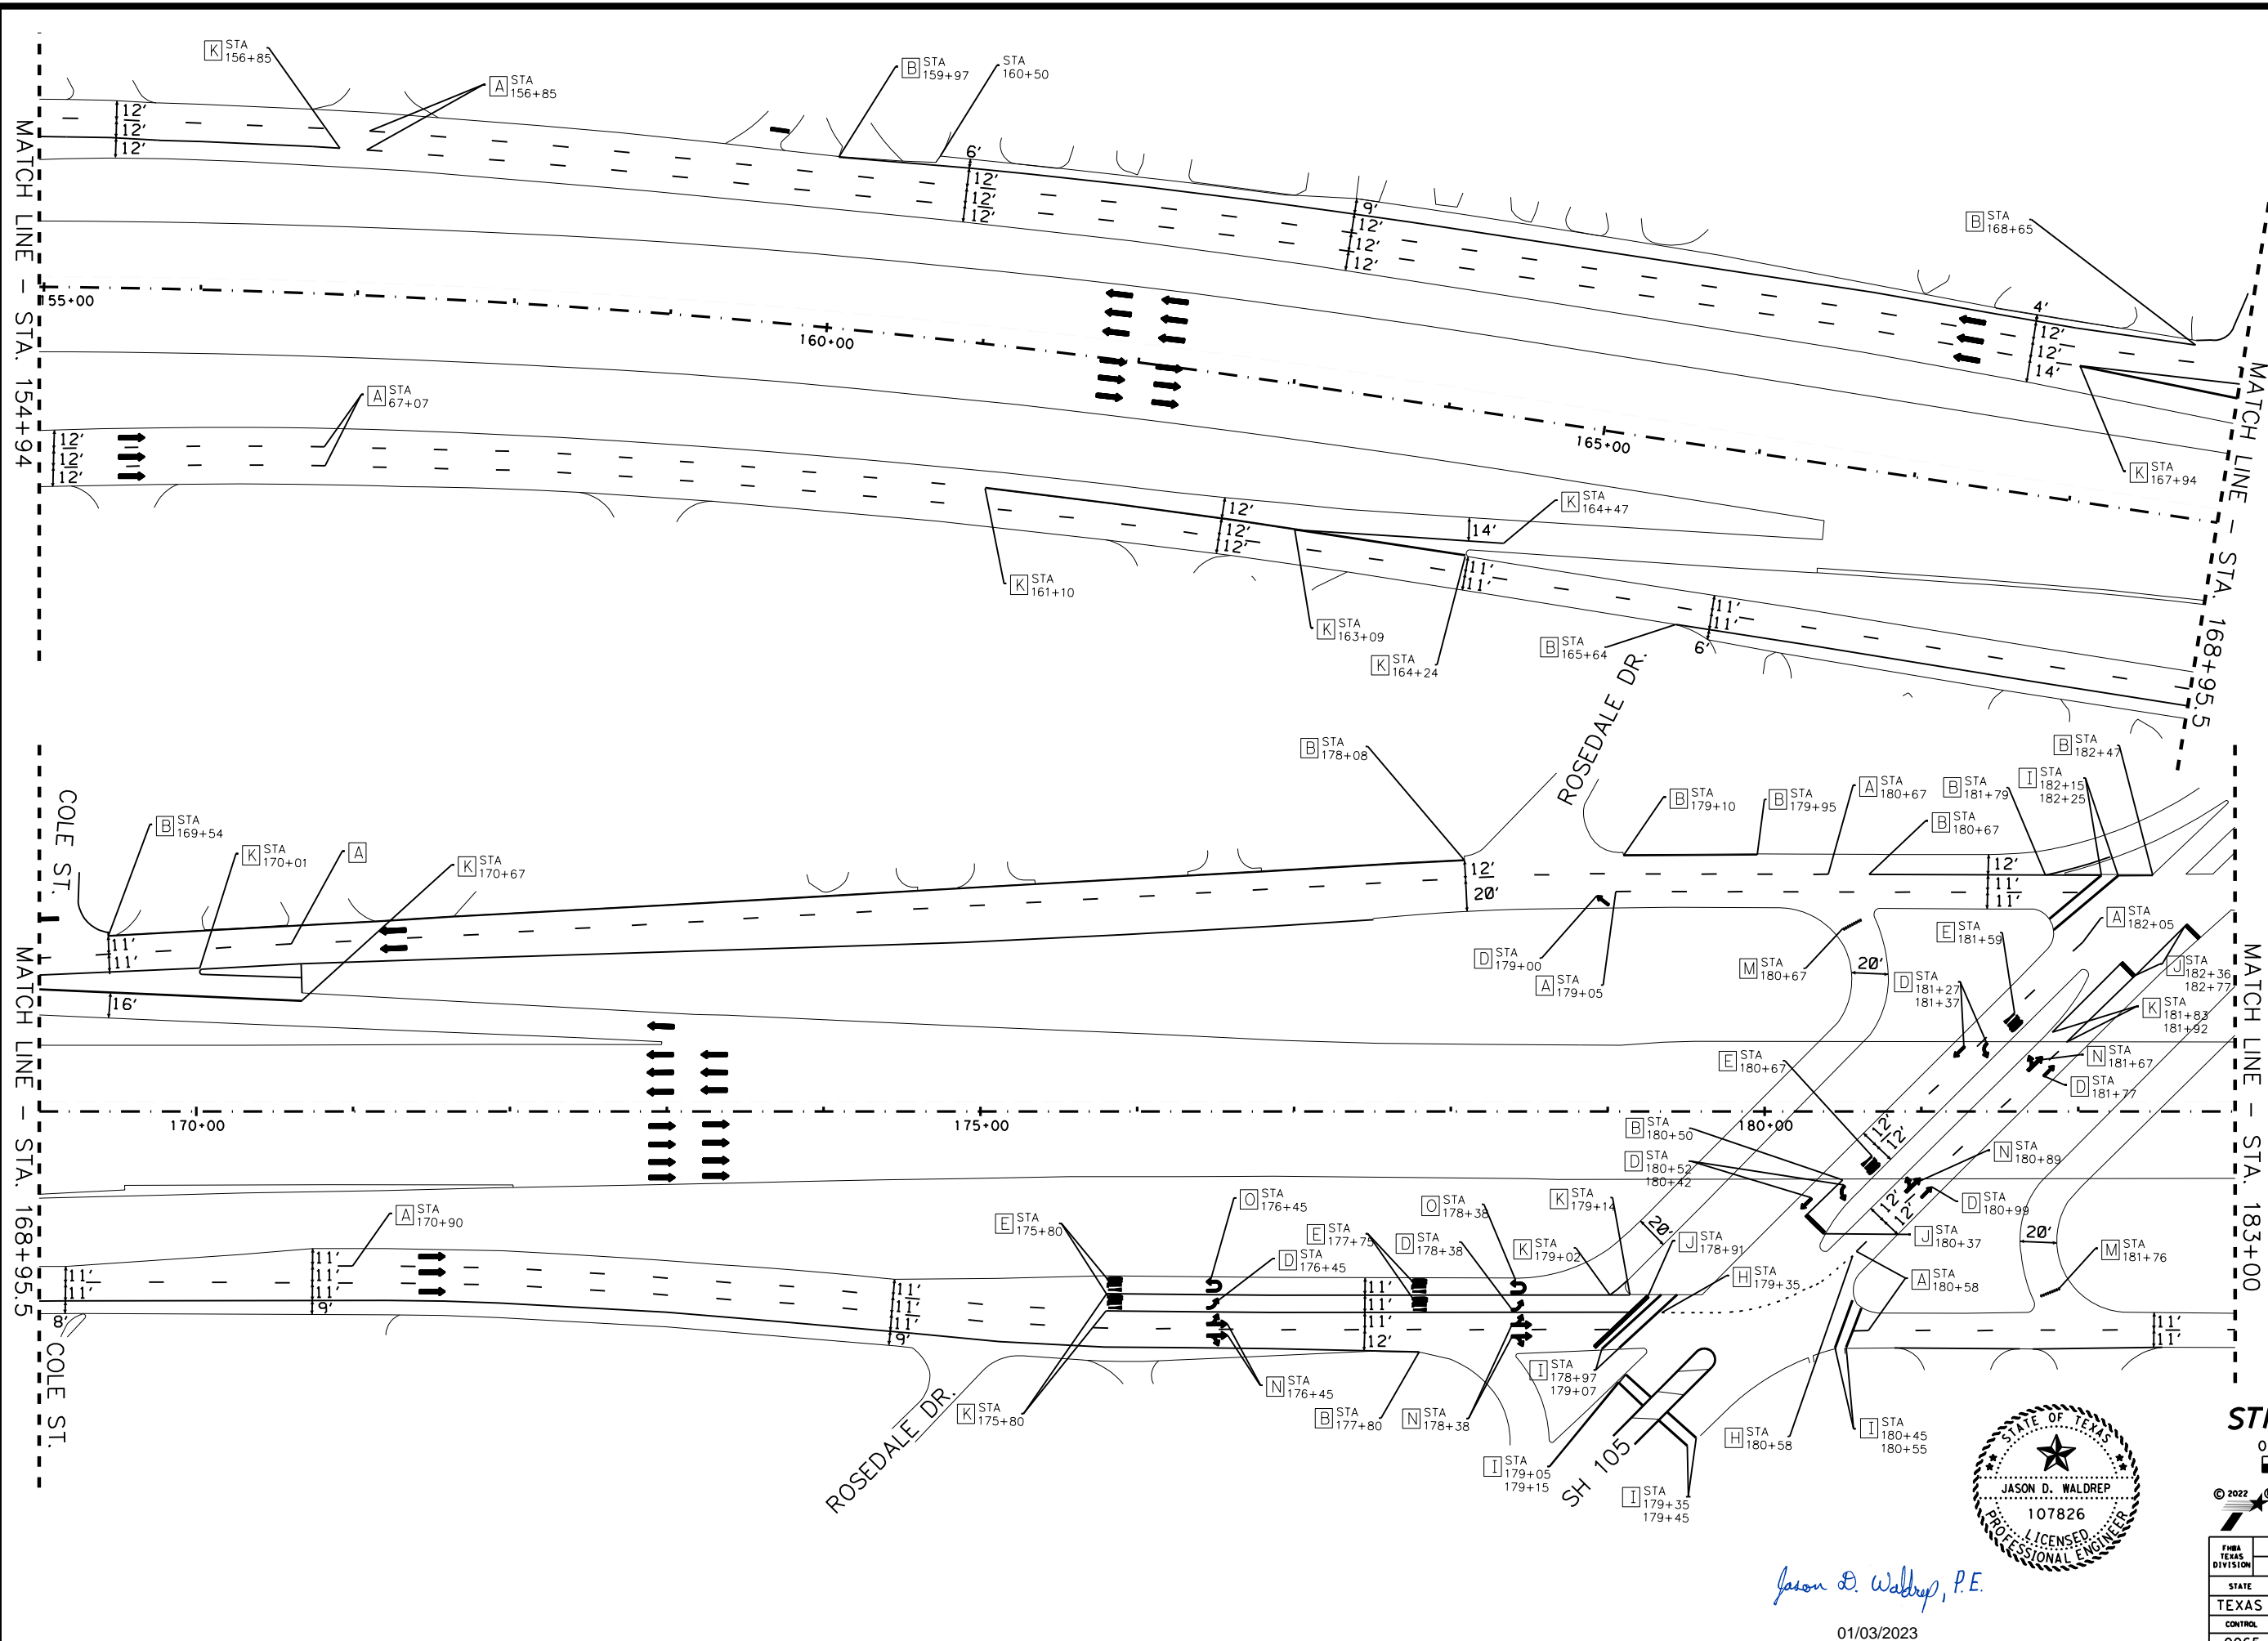 K STA 156+85
A STA 156+85
B STA 159+97
STA 160+50
B STA 168+65
MATCH LINE - STA. 154+94
12'
12'
12'
6'
12'
12'
12'
9'
12'
12'
12'
4'
12'
12'
14'
55+00
160+00
165+00
K STA 167+94
MATCH LINE - STA. 168+95.5
A STA 67+07
12'
12'
12'
K STA 161+10
12'
12'
12'
K STA 164+47
14'
K STA 163+09
K STA 164+24
11'
11'
B STA 165+64
11'
11'
6'
ROSEDALE DR.
COLE ST.
MATCH LINE - STA. 168+95.5
B STA 169+54
K STA 170+01
A
K STA 170+67
11'
11'
16'
B STA 178+08
12'
20'
B STA 179+10
B STA 179+95
A STA 180+67
B STA 181+79
I STA 182+15 182+25
B STA 182+47
B STA 180+67
12'
11'
11'
D STA 179+00
A STA 179+05
M STA 180+67
20'
E STA 181+59
A STA 182+05
D STA 181+27 181+37
J STA 182+36 182+77
K STA 181+83 181+92
N STA 181+67
D STA 181+77
E STA 180+67
170+00
175+00
180+00
12'
12'
B STA 180+50
D STA 180+52 180+42
N STA 180+89
D STA 180+99
12'
12'
J STA 180+37
20'
M STA 181+76
A STA 180+58
MATCH LINE - STA. 183+00
A STA 170+90
11'
11'
8'
11'
11'
11'
9'
11'
11'
11'
9'
E STA 175+80
O STA 176+45
D STA 176+45
E STA 177+75
D STA 178+38
O STA 178+38
K STA 179+14
K STA 179+02
20'
J STA 178+91
H STA 179+35
11'
11'
11'
12'
11'
11'
COLE ST.
ROSEDALE DR.
K STA 175+80
N STA 176+45
B STA 177+80
N STA 178+38
I STA 178+97 179+07
I STA 179+05 179+15
SH 105
I STA 179+35 179+45
H STA 180+58
I STA 180+45 180+55
STATE OF TEXAS
JASON D. WALDREP
107826
LICENSED
PROFESSIONAL ENGINEER
Jason D. Waldrep, P.E.
01/03/2023
© 2022
FHWA
TEXAS
DIVISION
STATE
TEXAS
CONTROL